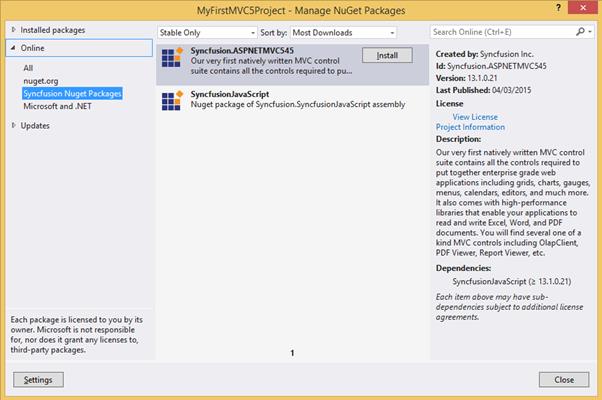 MyFirstMVC5Project - Manage NuGet Packages
Installed packages
Online
All
nuget.org
Syncfusion Nuget Packages
Microsoft and .NET
Updates
Each package is licensed to you by its
owner. Microsoft is not responsible
for, nor does it grant any licenses to,
third-party packages.
Settings
Stable Only
Sort by: Most Downloads
Syncfusion.ASPNETMVC545
Our very first natively written MVC control
suite contains all the controls required to pu...
Install
SyncfusionJavaScript
Nuget package of Syncfusion.SyncfusionJavaScript assembly
1
Search Online (Ctrl+E)
Created by: Syncfusion Inc.
Id: Syncfusion.ASPNETMVC545
Version: 13.1.0.21
Last Published: 04/03/2015
License
View License
Project Information
Description:
Our very first natively written MVC control
suite contains all the controls required to
put together enterprise grade web
applications including grids, charts, gauges,
menus, calendars, editors, and much more.
It also comes with high-performance
libraries that enable your applications to
read and write Excel, Word, and PDF
documents. You will find several one of a
kind MVC controls including OlapClient,
PDF Viewer, Report Viewer, etc.
Dependencies:
SyncfusionJavaScript (≥ 13.1.0.21)
Each item above may have sub-
dependencies subject to additional license
agreements.
Close